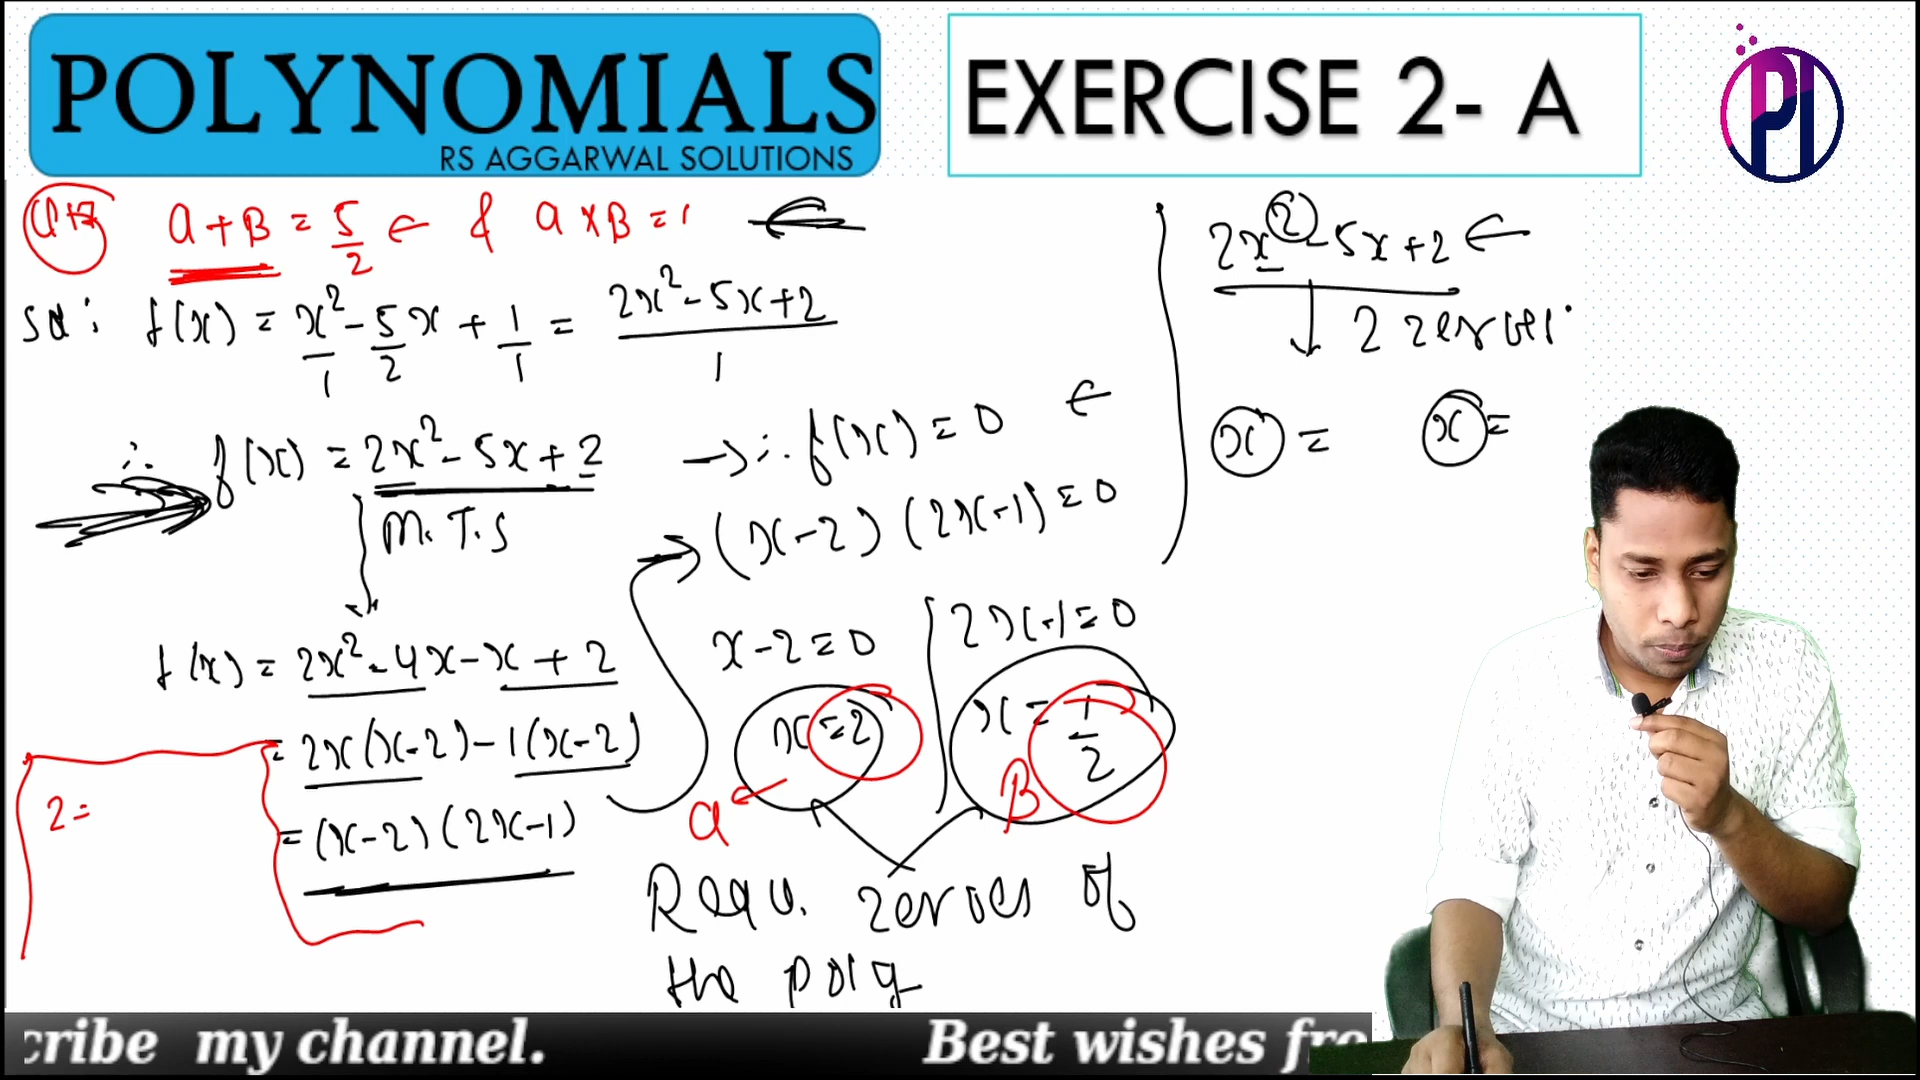 POLYNOMIALS
RS AGGARWAL SOLUTIONS
EXERCISE 2- A
PI
a + B = 5/2 ← & a × B = 1
f(x) = x²/1 - 5/2 x + 1/1 = 2x² - 5x + 2 / 1
∴ f(x) = 2x² - 5x + 2
M.T.S
f(x) = 2x² - 4x - x + 2
= 2x(x-2) - 1(x-2)
= (x-2)(2x-1)
2 =
→ ∴ f(x) = 0 ←
→ (x-2)(2x-1) = 0
x - 2 = 0
x = 2
a
2x-1 = 0
x = 1/2
B
Requ. zeroes of
the poly
2x² - 5x + 2 ←
↓ 2 zeroes.
x = x =
cribe my channel.
Best wishes fro